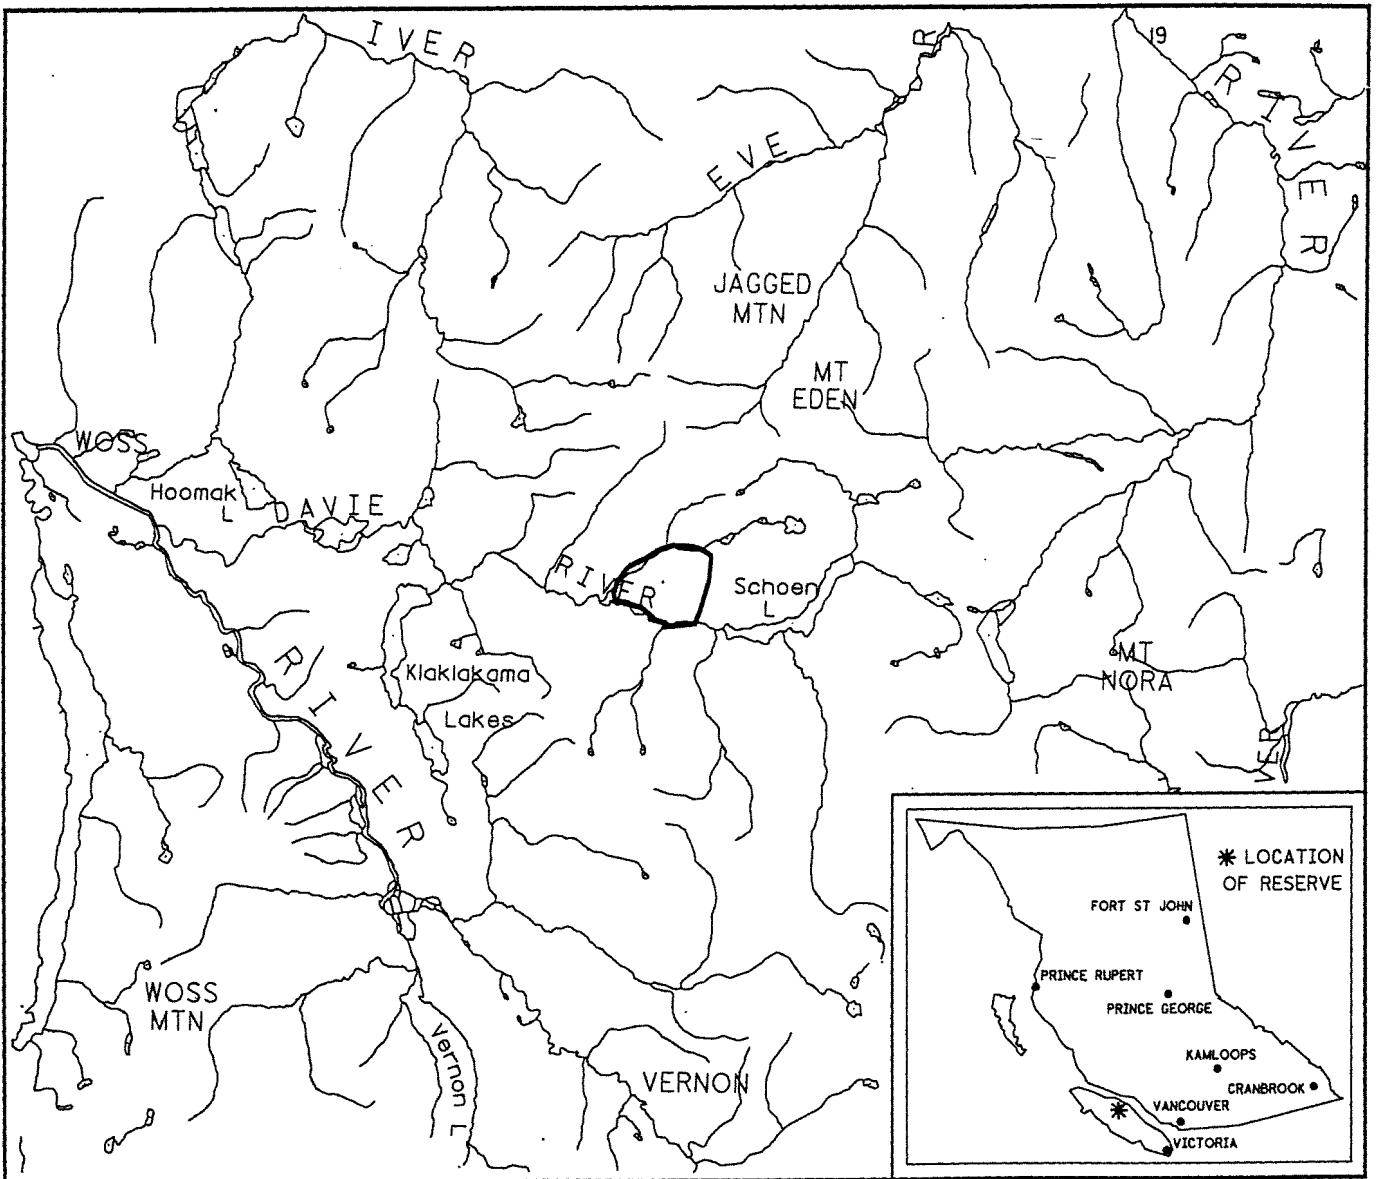 IVER
R
19
RIVER
EVE
JAGGED
MTN
MT
EDEN
WOSS
Hoomak
L
DAVIE
RIVER
Schoen
L
RIVER
Klaklakama
Lakes
MT
NORA
VER
WOSS
MTN
Vernon L
VERNON
* LOCATION
OF RESERVE
FORT ST JOHN
PRINCE RUPERT
PRINCE GEORGE
KAMLOOPS
CRANBROOK
VANCOUVER
VICTORIA